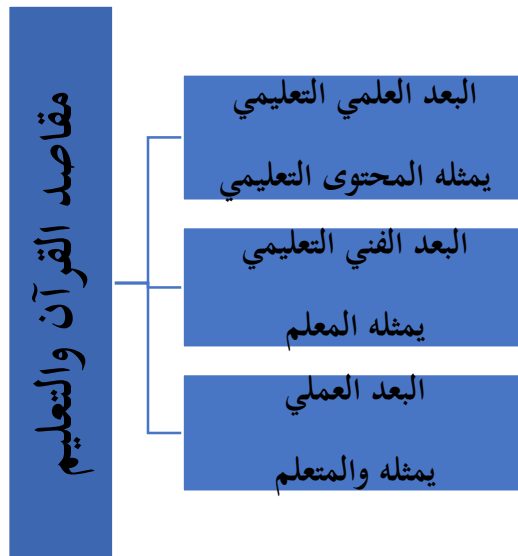 مقاصد القرآن والتعليم
البعد العلمي التعليمي
يمثله المحتوى التعليمي
البعد الفني التعليمي
يمثله المعلم
البعد العملي
يمثله والمتعلم